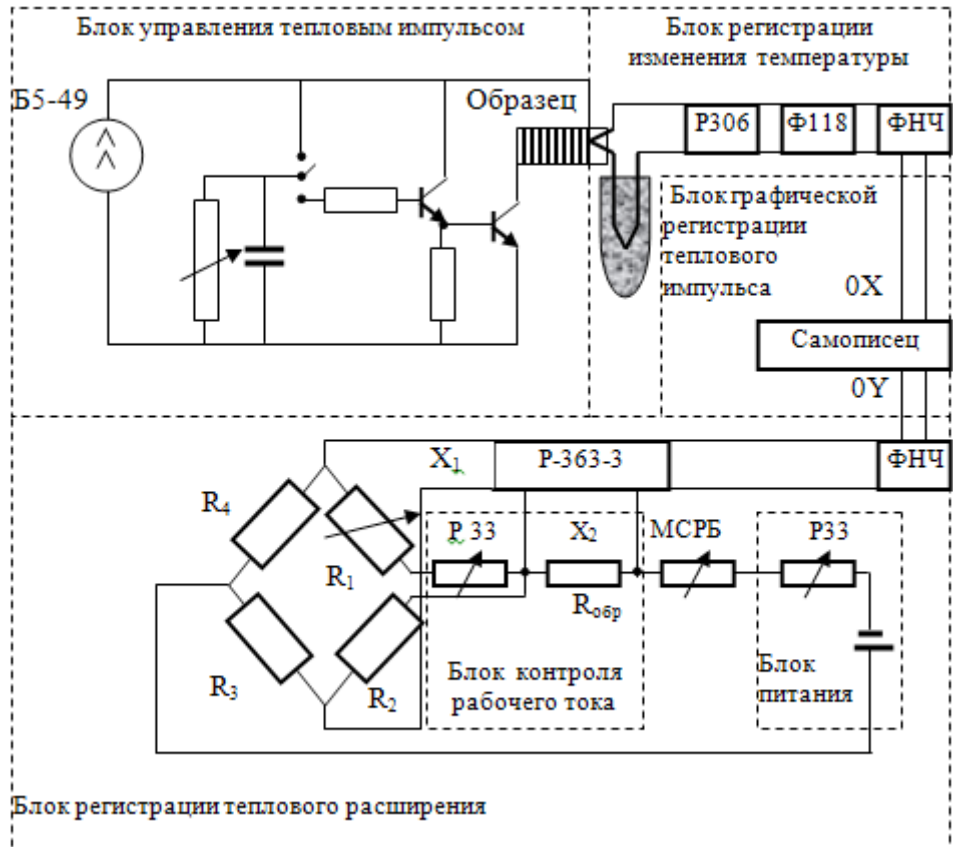 Блок управления тепловым импульсом
Блок регистрации
изменения температуры
Б5-49
Образец
Р306
Ф118
ФНЧ
Блок графической
регистрации
теплового
импульса
0X
Самописец
0Y
X₁
Р-363-3
ФНЧ
R₄
Р 33
X₂
МСРБ
Р33
R₁
Rобр
R₃
R₂
Блок контроля
рабочего тока
Блок
питания
Блок регистрации теплового расширения